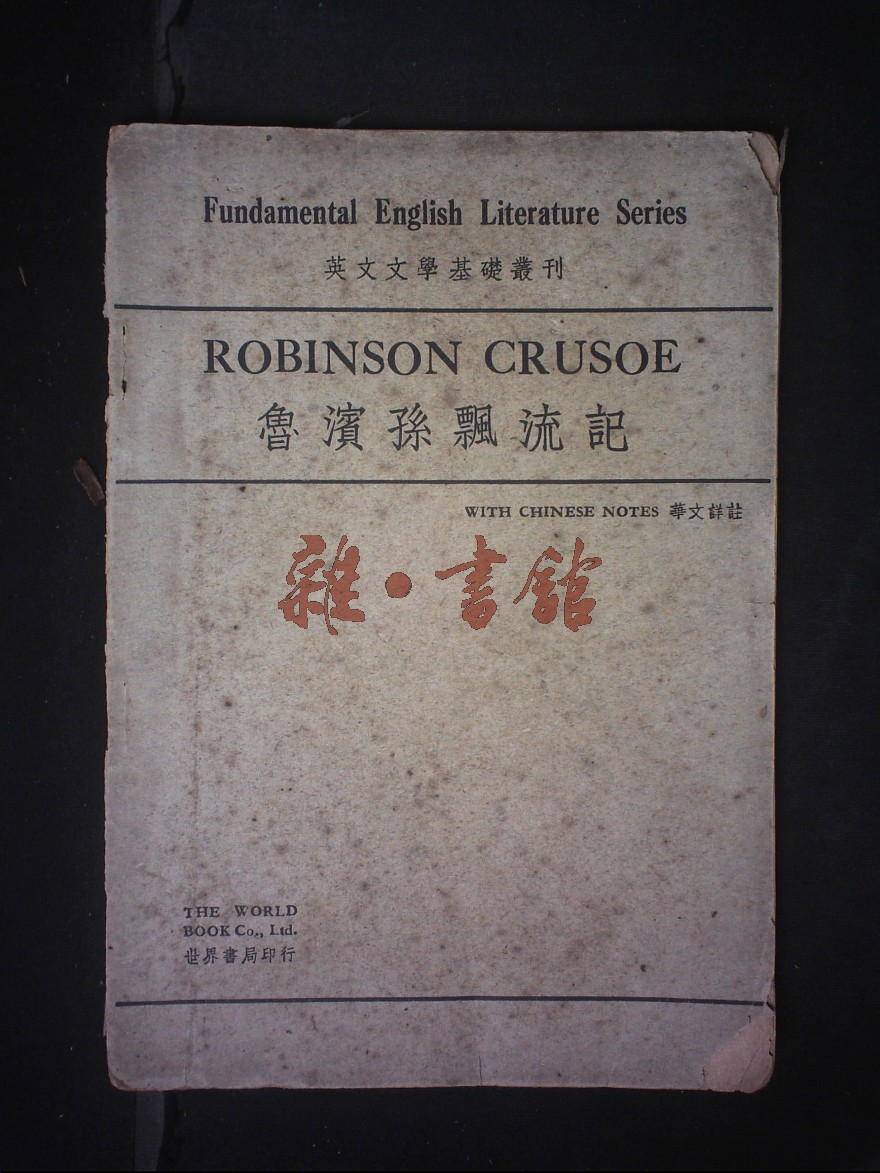 Fundamental English Literature Series
英文文學基礎叢刊
ROBINSON CRUSOE
魯濱孫飄流記
WITH CHINESE NOTES 華文詳註
雜•書館
THE WORLD
BOOK Co., Ltd.
世界書局印行